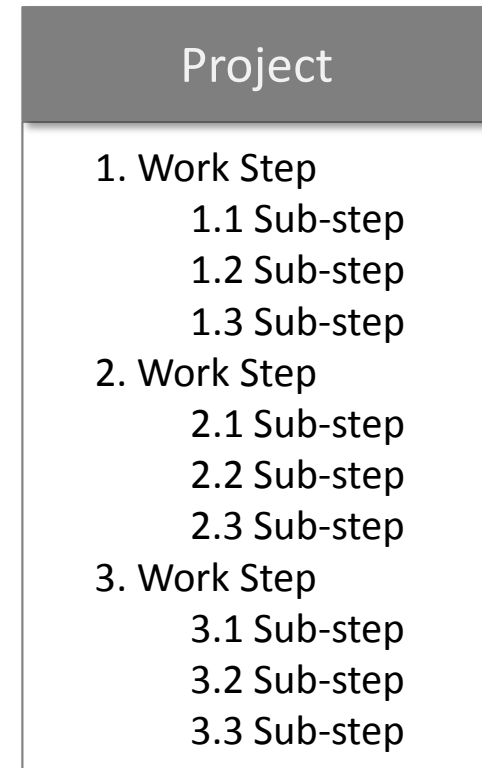 Project
1. Work Step
1.1 Sub-step
1.2 Sub-step
1.3 Sub-step
2. Work Step
2.1 Sub-step
2.2 Sub-step
2.3 Sub-step
3. Work Step
3.1 Sub-step
3.2 Sub-step
3.3 Sub-step